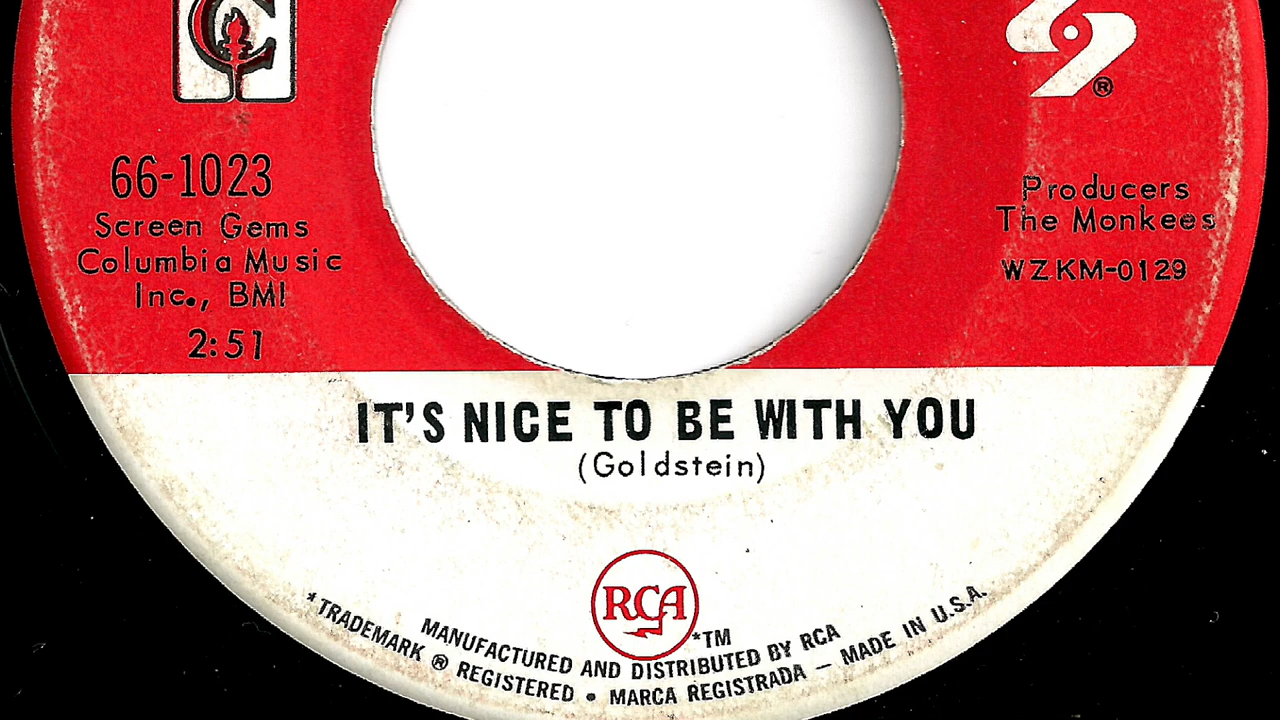 C
®
66-1023
Screen Gems
Columbia Music
Inc., BMI
2:51
Producers
The Monkees
WZKM-0129
IT'S NICE TO BE WITH YOU
(Goldstein)
RCA
*TM
MANUFACTURED AND DISTRIBUTED BY RCA
*TRADEMARK ® REGISTERED • MARCA REGISTRADA — MADE IN U.S.A.